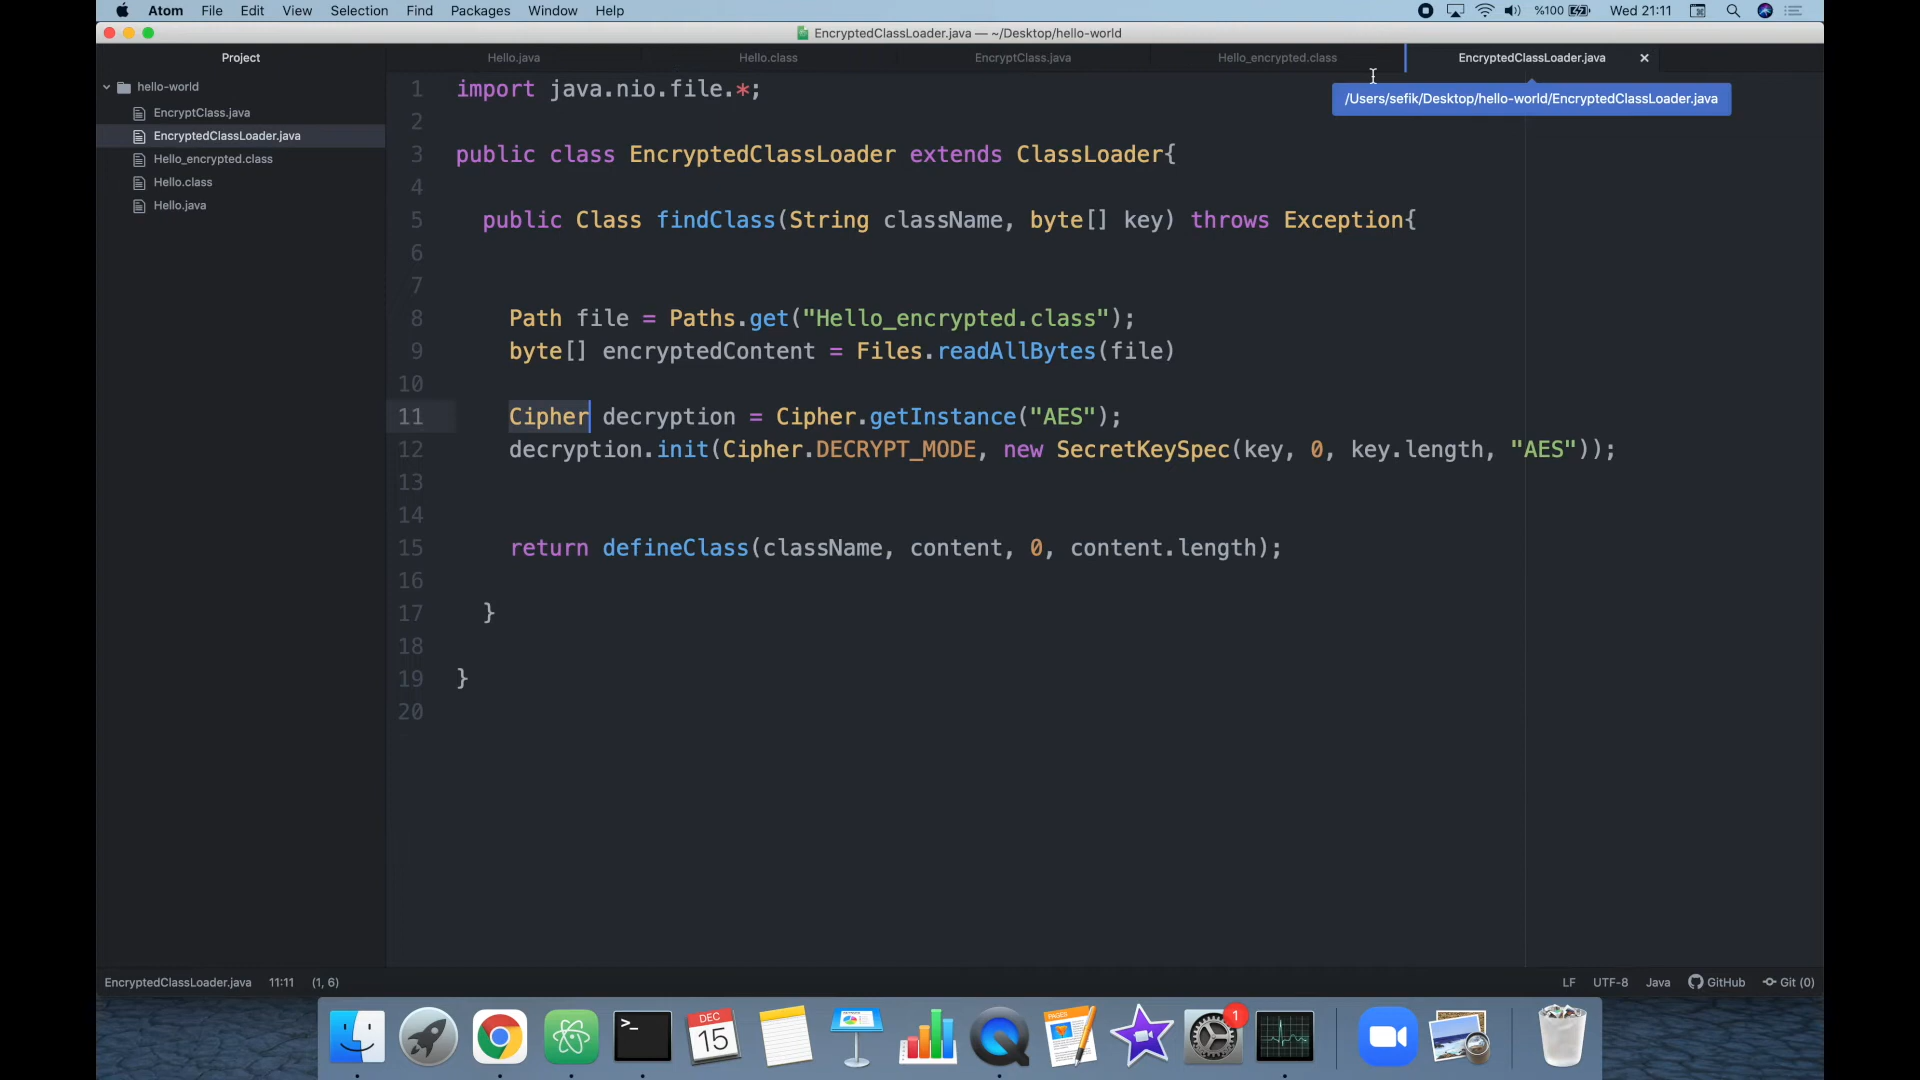 Atom File Edit View Selection Find Packages Window Help %100 Wed 21:11
EncryptedClassLoader.java — ~/Desktop/hello-world
Project Hello.java Hello.class EncryptClass.java Hello_encrypted.class EncryptedClassLoader.java
/Users/sefik/Desktop/hello-world/EncryptedClassLoader.java
hello-world
EncryptClass.java
EncryptedClassLoader.java
Hello_encrypted.class
Hello.class
Hello.java
1 import java.nio.file.*;
2
3 public class EncryptedClassLoader extends ClassLoader{
4
5 public Class findClass(String className, byte[] key) throws Exception{
6
7
8 Path file = Paths.get("Hello_encrypted.class");
9 byte[] encryptedContent = Files.readAllBytes(file)
10
11 Cipher decryption = Cipher.getInstance("AES");
12 decryption.init(Cipher.DECRYPT_MODE, new SecretKeySpec(key, 0, key.length, "AES"));
13
14
15 return defineClass(className, content, 0, content.length);
16
17 }
18
19 }
20
EncryptedClassLoader.java 11:11 (1, 6) LF UTF-8 Java GitHub Git (0)
>_
DEC
15
PAGES
1